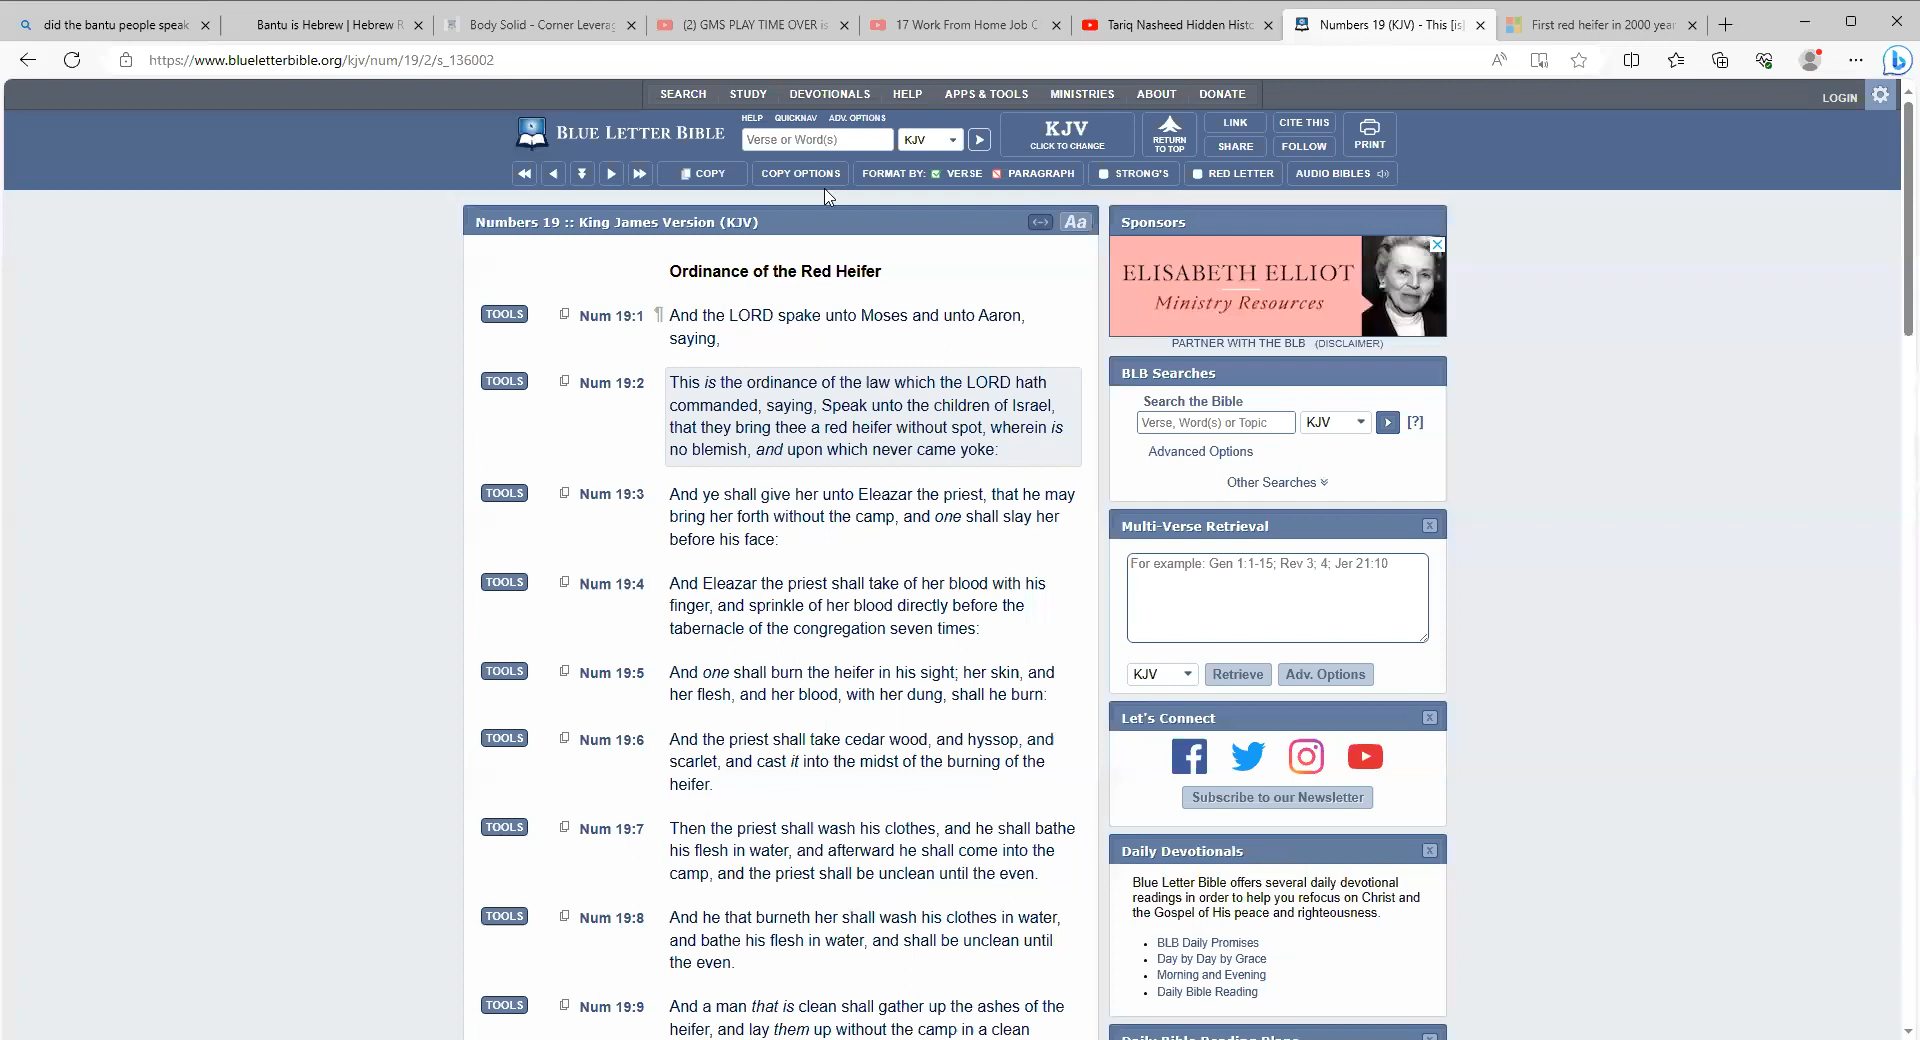 did the bantu people speak
Bantu is Hebrew | Hebrew R
Body Solid - Corner Leverag
(2) GMS PLAY TIME OVER is
17 Work From Home Job C
Tariq Nasheed Hidden Histo
Numbers 19 (KJV) - This [is
First red heifer in 2000 year
https://www.blueletterbible.org/kjv/num/19/2/s_136002
SEARCH STUDY DEVOTIONALS HELP APPS & TOOLS MINISTRIES ABOUT DONATE
LOGIN
BLUE LETTER BIBLE
HELP QUICKNAV ADV. OPTIONS
Verse or Word(s)
KJV
KJV
CLICK TO CHANGE
RETURN
TO TOP
LINK
CITE THIS
SHARE
FOLLOW
PRINT
COPY
COPY OPTIONS
FORMAT BY: VERSE PARAGRAPH
STRONG'S
RED LETTER
AUDIO BIBLES
Numbers 19 :: King James Version (KJV)
Aa
Ordinance of the Red Heifer
TOOLS Num 19:1 ¶ And the LORD spake unto Moses and unto Aaron,
saying,
TOOLS Num 19:2 This is the ordinance of the law which the LORD hath
commanded, saying, Speak unto the children of Israel,
that they bring thee a red heifer without spot, wherein is
no blemish, and upon which never came yoke:
TOOLS Num 19:3 And ye shall give her unto Eleazar the priest, that he may
bring her forth without the camp, and one shall slay her
before his face:
TOOLS Num 19:4 And Eleazar the priest shall take of her blood with his
finger, and sprinkle of her blood directly before the
tabernacle of the congregation seven times:
TOOLS Num 19:5 And one shall burn the heifer in his sight; her skin, and
her flesh, and her blood, with her dung, shall he burn:
TOOLS Num 19:6 And the priest shall take cedar wood, and hyssop, and
scarlet, and cast it into the midst of the burning of the
heifer.
TOOLS Num 19:7 Then the priest shall wash his clothes, and he shall bathe
his flesh in water, and afterward he shall come into the
camp, and the priest shall be unclean until the even.
TOOLS Num 19:8 And he that burneth her shall wash his clothes in water,
and bathe his flesh in water, and shall be unclean until
the even.
TOOLS Num 19:9 And a man that is clean shall gather up the ashes of the
heifer, and lay them up without the camp in a clean
Sponsors
ELISABETH ELLIOT
Ministry Resources
PARTNER WITH THE BLB (DISCLAIMER)
BLB Searches
Search the Bible
Verse, Word(s) or Topic
KJV
[?]
Advanced Options
Other Searches
Multi-Verse Retrieval
For example: Gen 1:1-15; Rev 3; 4; Jer 21:10
KJV
Retrieve
Adv. Options
Let's Connect
Subscribe to our Newsletter
Daily Devotionals
Blue Letter Bible offers several daily devotional
readings in order to help you refocus on Christ and
the Gospel of His peace and righteousness.
BLB Daily Promises
Day by Day by Grace
Morning and Evening
Daily Bible Reading
Daily Bible Reading Plans